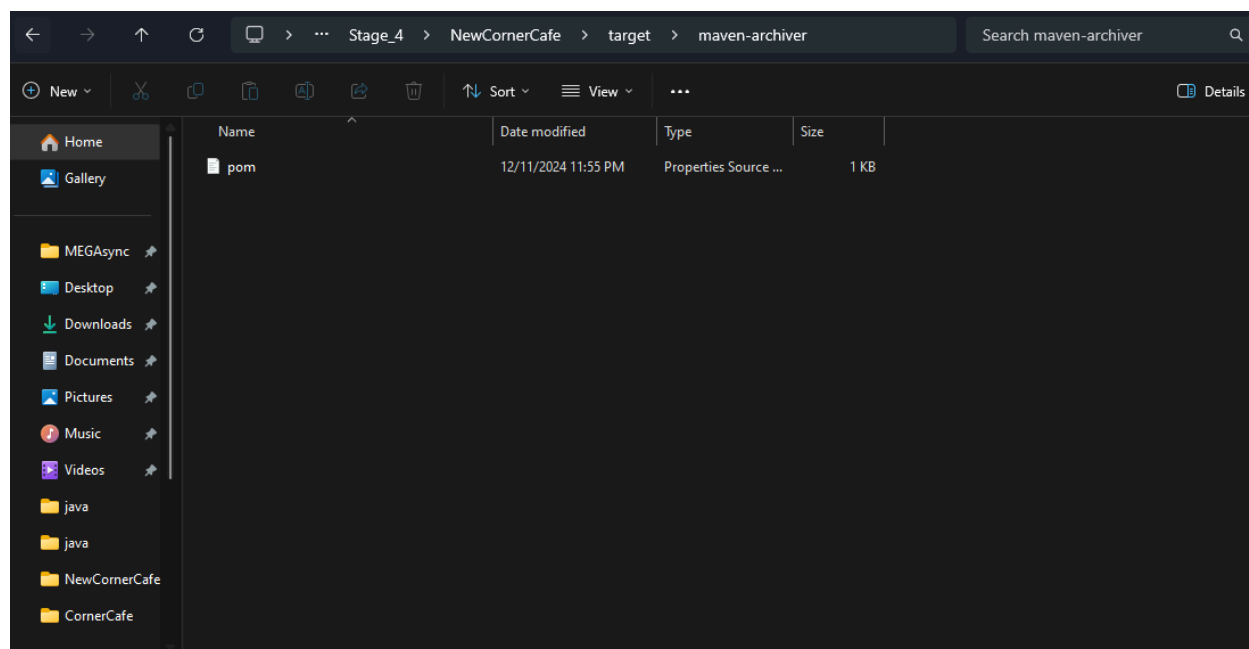 Stage_4 > NewCornerCafe > target > maven-archiver
Search maven-archiver
New
Sort
View
Details
Name
Date modified
Type
Size
pom
12/11/2024 11:55 PM
Properties Source ...
1 KB
Home
Gallery
MEGAsync
Desktop
Downloads
Documents
Pictures
Music
Videos
java
java
NewCornerCafe
CornerCafe